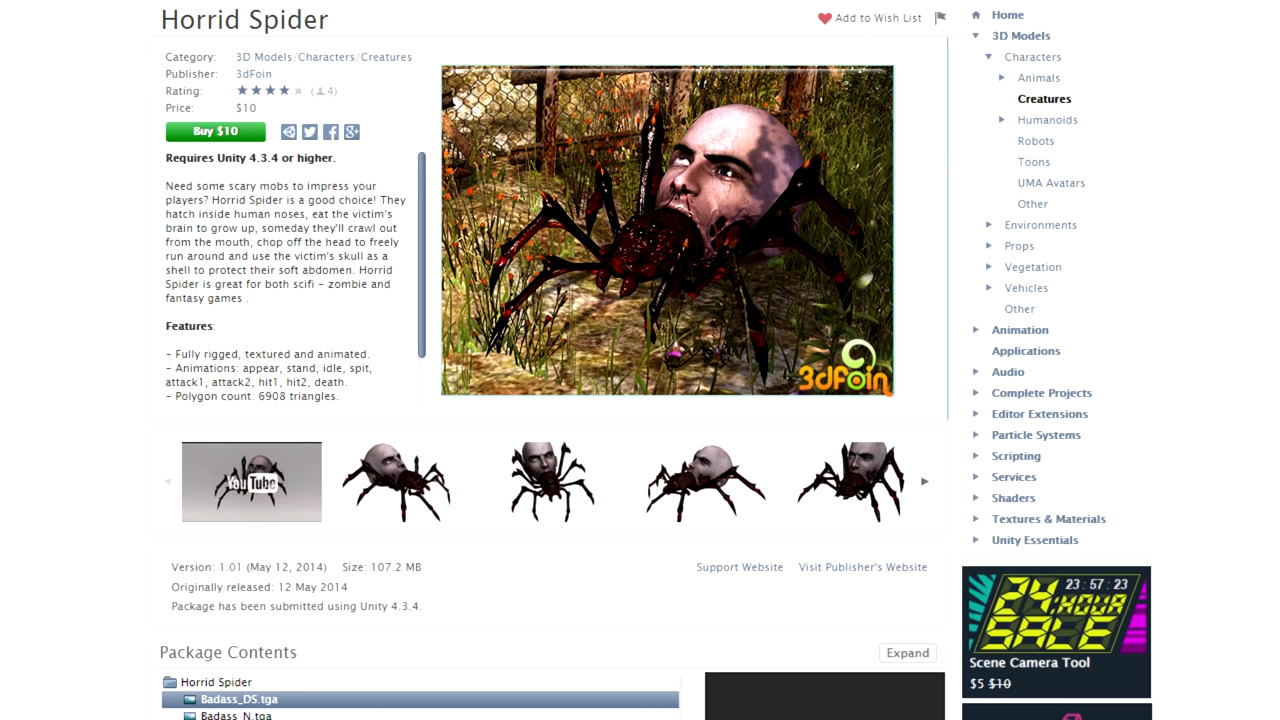 Horrid Spider
Add to Wish List
Category: 3D Models/Characters/Creatures
Publisher: 3dFoin
Rating: (4)
Price: $10
Buy $10
Requires Unity 4.3.4 or higher.
Need some scary mobs to impress your
players? Horrid Spider is a good choice! They
hatch inside human noses, eat the victim's
brain to grow up, someday they'll crawl out
from the mouth, chop off the head to freely
run around and use the victim's skull as a
shell to protect their soft abdomen. Horrid
Spider is great for both scifi - zombie and
fantasy games .
Features:
- Fully rigged, textured and animated.
- Animations: appear, stand, idle, spit,
attack1, attack2, hit1, hit2, death.
- Polygon count: 6908 triangles.
3dFoin
YouTube
Version: 1.01 (May 12, 2014) Size: 107.2 MB
Originally released: 12 May 2014
Package has been submitted using Unity 4.3.4.
Support Website Visit Publisher's Website
Package Contents
Expand
Horrid Spider
Badass_DS.tga
Badass_N.tga
Home
3D Models
Characters
Animals
Creatures
Humanoids
Robots
Toons
UMA Avatars
Other
Environments
Props
Vegetation
Vehicles
Other
Animation
Applications
Audio
Complete Projects
Editor Extensions
Particle Systems
Scripting
Services
Shaders
Textures & Materials
Unity Essentials
23:57:23
24 HOUR
SALE
Scene Camera Tool
$5 $10